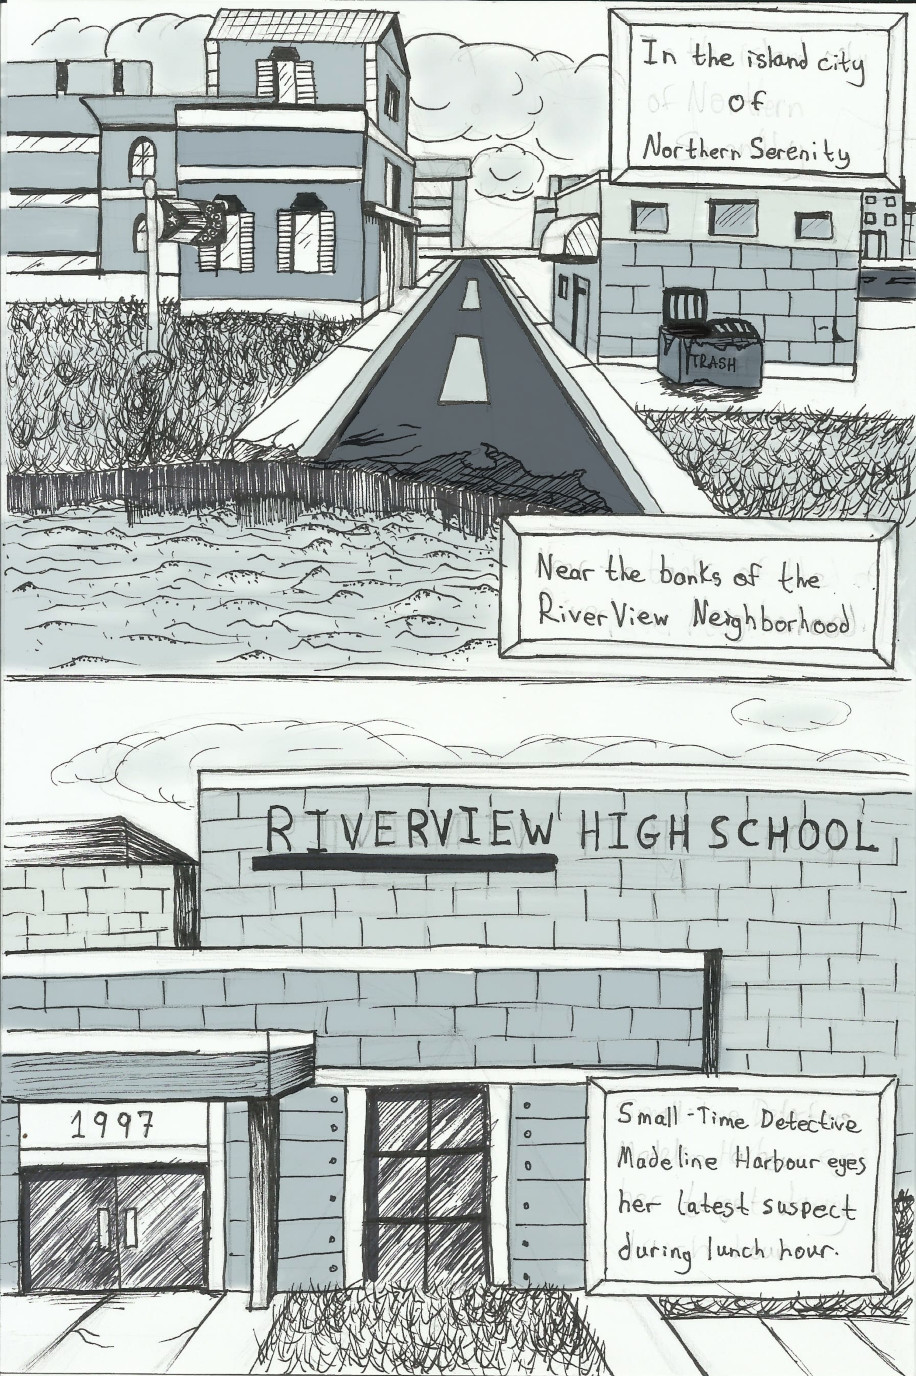 In the island city
of
Northern Serenity
TRASH
Near the banks of the
RiverView Neighborhood
RIVERVIEW HIGH SCHOOL
1997
Small-Time Detective
Madeline Harbour eyes
her latest suspect
during lunch hour.